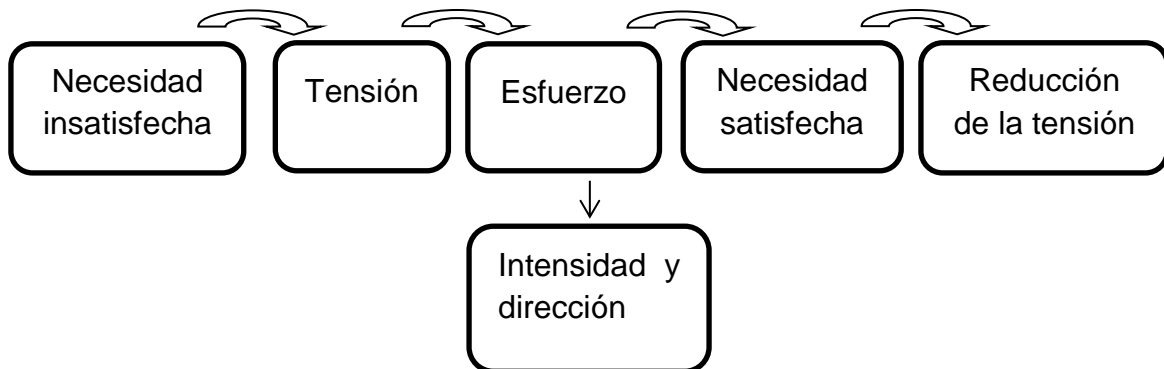 Necesidad
insatisfecha
Tensión
Esfuerzo
Necesidad
satisfecha
Reducción
de la tensión
Intensidad y
dirección